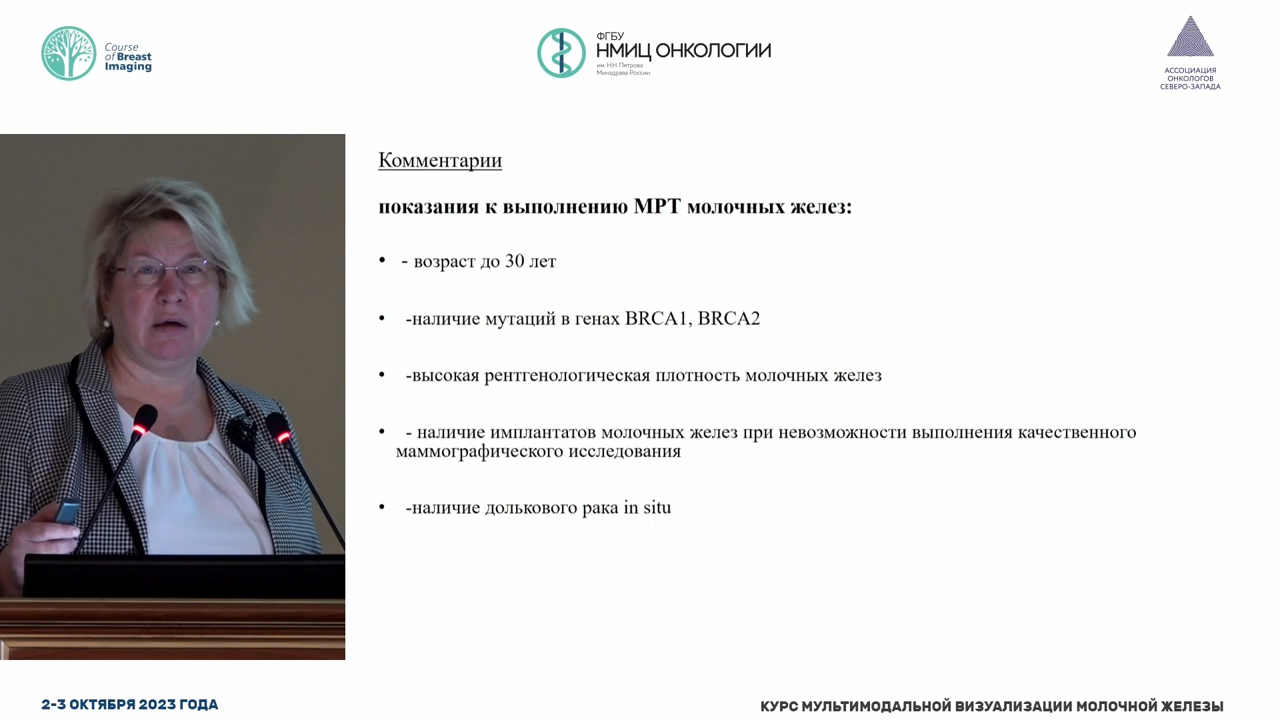 Course
of Breast
Imaging
ФГБУ
НМИЦ ОНКОЛОГИИ
им. Н.Н. Петрова
Минздрава России
АССОЦИАЦИЯ
ОНКОЛОГОВ
СЕВЕРО-ЗАПАДА
Комментарии
показания к выполнению МРТ молочных желез:
• - возраст до 30 лет
• -наличие мутаций в генах BRCA1, BRCA2
• -высокая рентгенологическая плотность молочных желез
• - наличие имплантатов молочных желез при невозможности выполнения качественного
маммографического исследования
• -наличие долькового рака in situ
2-3 ОКТЯБРЯ 2023 ГОДА
КУРС МУЛЬТИМОДАЛЬНОЙ ВИЗУАЛИЗАЦИИ МОЛОЧНОЙ ЖЕЛЕЗЫ